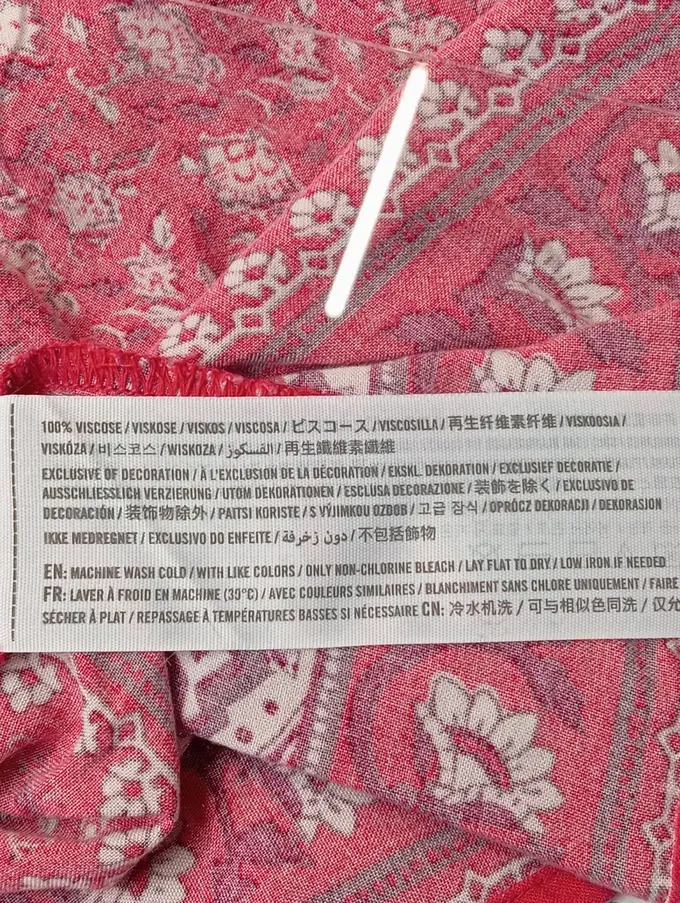 100% VISCOSE / VISKOSE / VISKOS / VISCOSA / ビスコース / VISCOSILLA / 再生纤维素纤维 / VISKOOSIA /
VISKÓZA / 비스코스 / WISKOZA / الفسكوز / 再生纖維素纖維
EXCLUSIVE OF DECORATION / À L'EXCLUSION DE LA DÉCORATION / EKSKL. DEKORATION / EXCLUSIEF DECORATIE /
AUSSCHLIESSLICH VERZIERUNG / UTOM DEKORATIONEN / ESCLUSA DECORAZIONE / 装飾を除く / EXCLUSIVO DE
DECORACIÓN / 装饰物除外 / PAITSI KORISTE / S VÝJIMKOU OZDOB / 고급 장식 / OPRÓCZ DEKORACJI / DEKORASJON
IKKE MEDREGNET / EXCLUSIVO DO ENFEITE / دون زخرفة / 不包括飾物
EN: MACHINE WASH COLD / WITH LIKE COLORS / ONLY NON-CHLORINE BLEACH / LAY FLAT TO DRY / LOW IRON IF NEEDED
FR: LAVER À FROID EN MACHINE (30°C) / AVEC COULEURS SIMILAIRES / BLANCHIMENT SANS CHLORE UNIQUEMENT / FAIRE
SÉCHER À PLAT / REPASSAGE À TEMPÉRATURES BASSES SI NÉCESSAIRE CN: 冷水机洗 / 可与相似色同洗 / 仅允